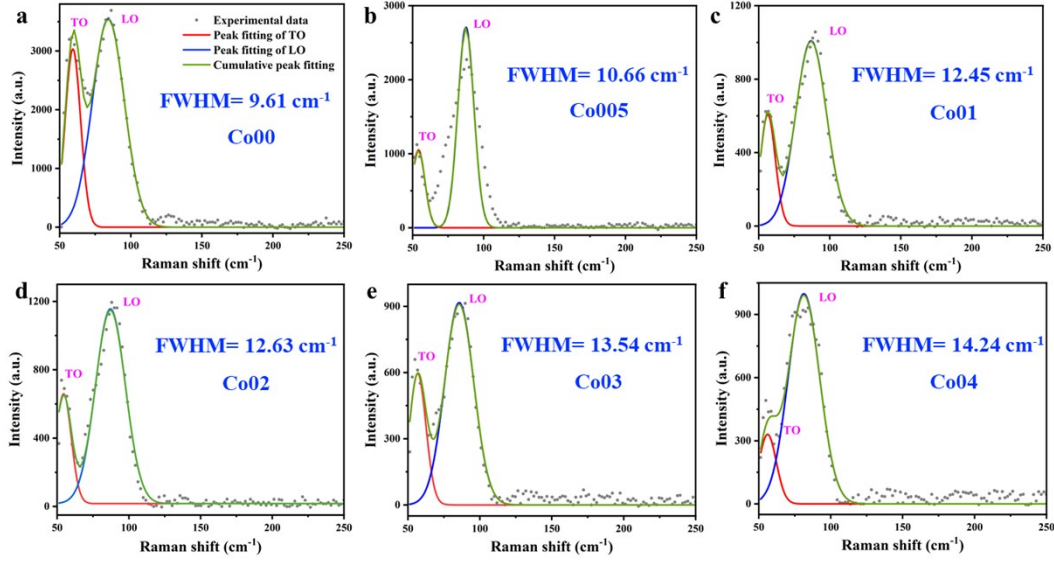 a
TO
LO
Experimental data
Peak fitting of TO
Peak fitting of LO
Cumulative peak fitting
FWHM= 9.61 cm-1
Co00
3600
2400
1200
0
50
100
150
200
250
Intensity (a.u.)
Raman shift (cm-1)
b
LO
TO
FWHM= 10.66 cm-1
Co005
3000
2000
1000
0
50
100
150
200
250
Intensity (a.u.)
Raman shift (cm-1)
c
LO
TO
FWHM= 12.45 cm-1
Co01
1200
900
600
300
0
50
100
150
200
250
Intensity (a.u.)
Raman shift (cm-1)
d
LO
TO
FWHM= 12.63 cm-1
Co02
1200
800
400
0
50
100
150
200
250
Intensity (a.u.)
Raman shift (cm-1)
e
LO
TO
FWHM= 13.54 cm-1
Co03
900
600
300
0
50
100
150
200
250
Intensity (a.u.)
Raman shift (cm-1)
f
LO
TO
FWHM= 14.24 cm-1
Co04
900
600
300
0
50
100
150
200
250
Intensity (a.u.)
Raman shift (cm-1)